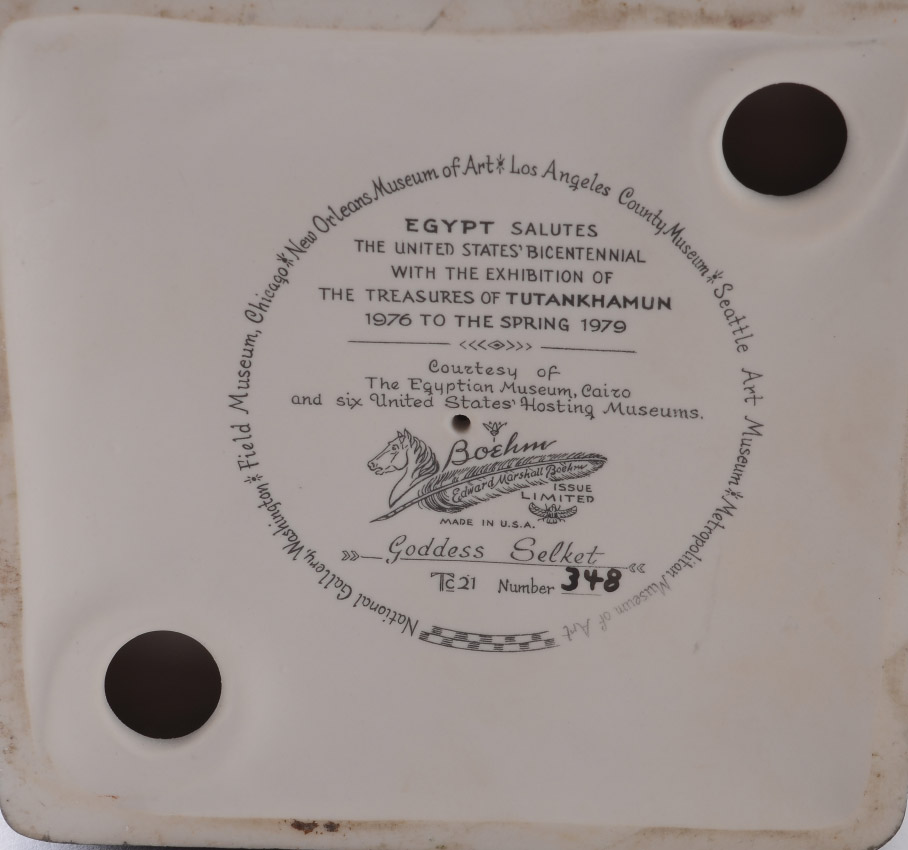 National Gallery, Washington * Field Museum, Chicago * New Orleans Museum of Art * Los Angeles County Museum * Seattle Art Museum * Metropolitan Museum of Art
EGYPT SALUTES
THE UNITED STATES' BICENTENNIAL
WITH THE EXHIBITION OF
THE TREASURES OF TUTANKHAMUN
1976 TO THE SPRING 1979
Courtesy of
The Egyptian Museum, Cairo
and six United States' Hosting Museums.
Boehm
Edward Marshall Boehm
ISSUE
LIMITED
MADE IN U.S.A.
Goddess Selket
TC21 Number 348